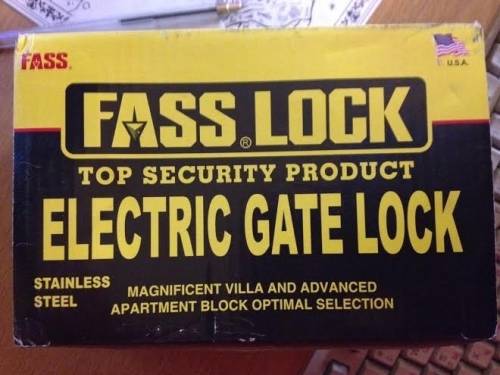 FASS.
U.S.A.
FASS® LOCK
TOP SECURITY PRODUCT
ELECTRIC GATE LOCK
STAINLESS
STEEL
MAGNIFICENT VILLA AND ADVANCED
APARTMENT BLOCK OPTIMAL SELECTION